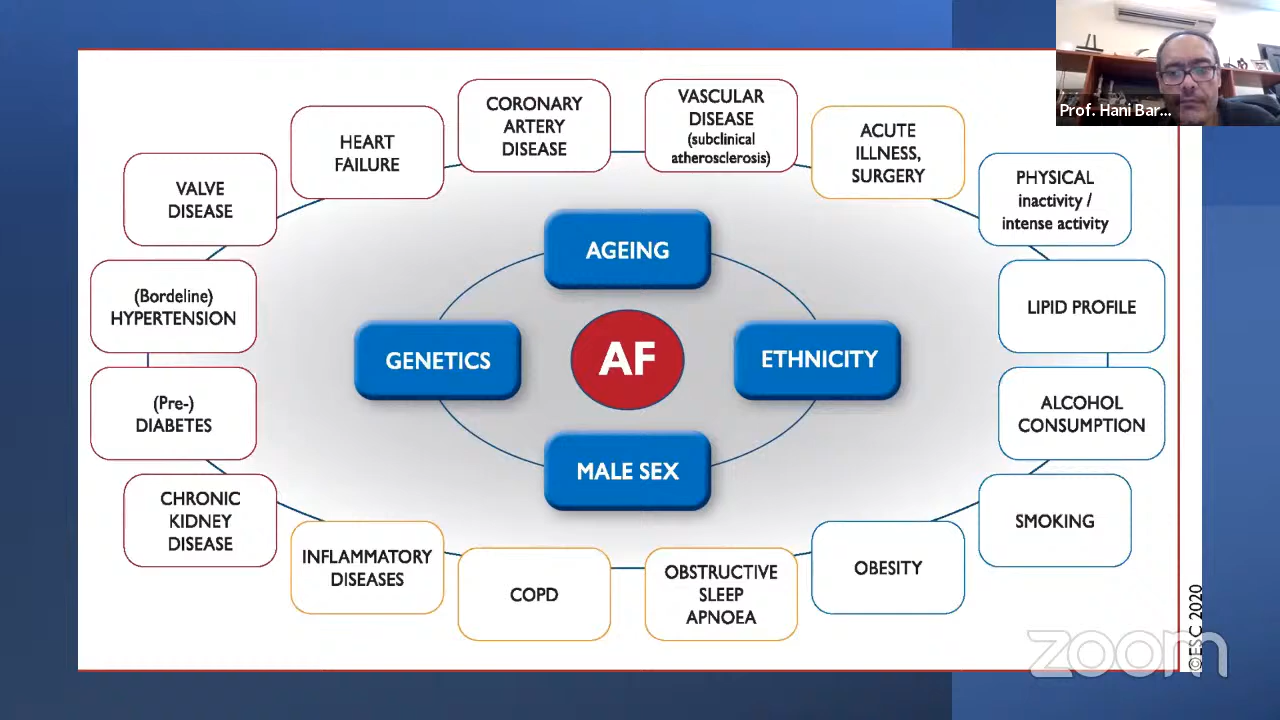 Prof. Hani Bar...
CORONARY
ARTERY
DISEASE
VASCULAR
DISEASE
(subclinical
atherosclerosis)
HEART
FAILURE
ACUTE
ILLNESS,
SURGERY
VALVE
DISEASE
PHYSICAL
inactivity /
intense activity
AGEING
(Bordeline)
HYPERTENSION
LIPID PROFILE
GENETICS
AF
ETHNICITY
(Pre-)
DIABETES
ALCOHOL
CONSUMPTION
MALE SEX
CHRONIC
KIDNEY
DISEASE
SMOKING
INFLAMMATORY
DISEASES
COPD
OBSTRUCTIVE
SLEEP
APNOEA
OBESITY
©ESC 2020
zoom